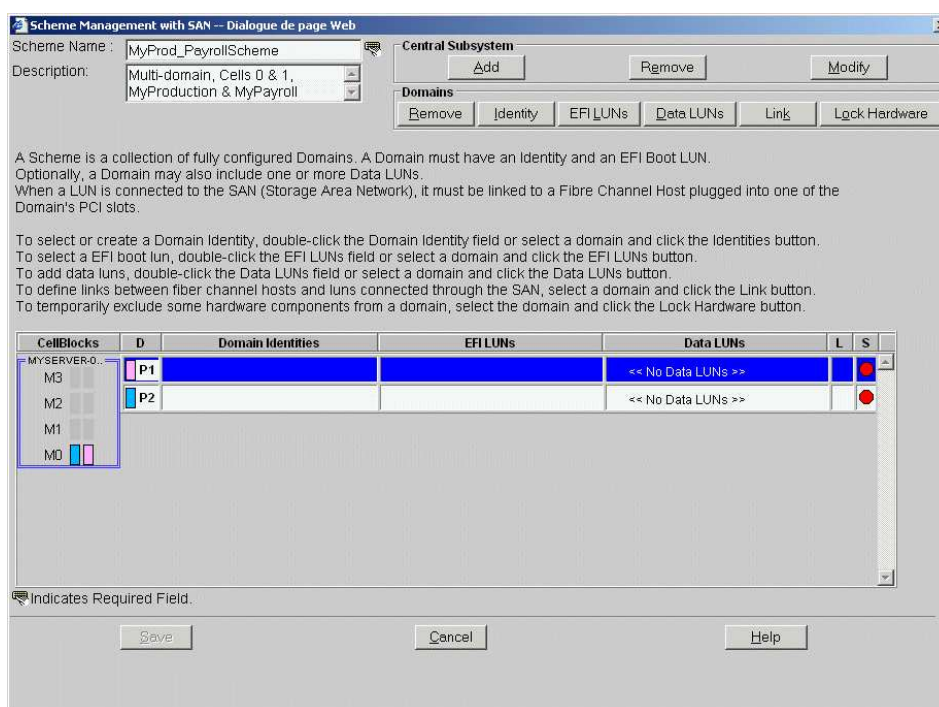 Scheme Management with SAN -- Dialogue de page Web
Scheme Name :
MyProd_PayrollScheme
Description:
Multi-domain, Cells 0 & 1,
MyProduction & MyPayroll
Central Subsystem
Add Remove Modify
Domains
Remove Identity EFI LUNs Data LUNs Link Lock Hardware
A Scheme is a collection of fully configured Domains. A Domain must have an Identity and an EFI Boot LUN.
Optionally, a Domain may also include one or more Data LUNs.
When a LUN is connected to the SAN (Storage Area Network), it must be linked to a Fibre Channel Host plugged into one of the
Domain's PCI slots.
To select or create a Domain Identity, double-click the Domain Identity field or select a domain and click the Identities button.
To select a EFI boot lun, double-click the EFI LUNs field or select a domain and click the EFI LUNs button.
To add data luns, double-click the Data LUNs field or select a domain and click the Data LUNs button.
To define links between fiber channel hosts and luns connected through the SAN, select a domain and click the Link button.
To temporarily exclude some hardware components from a domain, select the domain and click the Lock Hardware button.
CellBlocks D Domain Identities EFI LUNs Data LUNs L S
MYSERVER-0..
M3
M2
M1
M0
P1 << No Data LUNs >>
P2 << No Data LUNs >>
Indicates Required Field.
Save Cancel Help